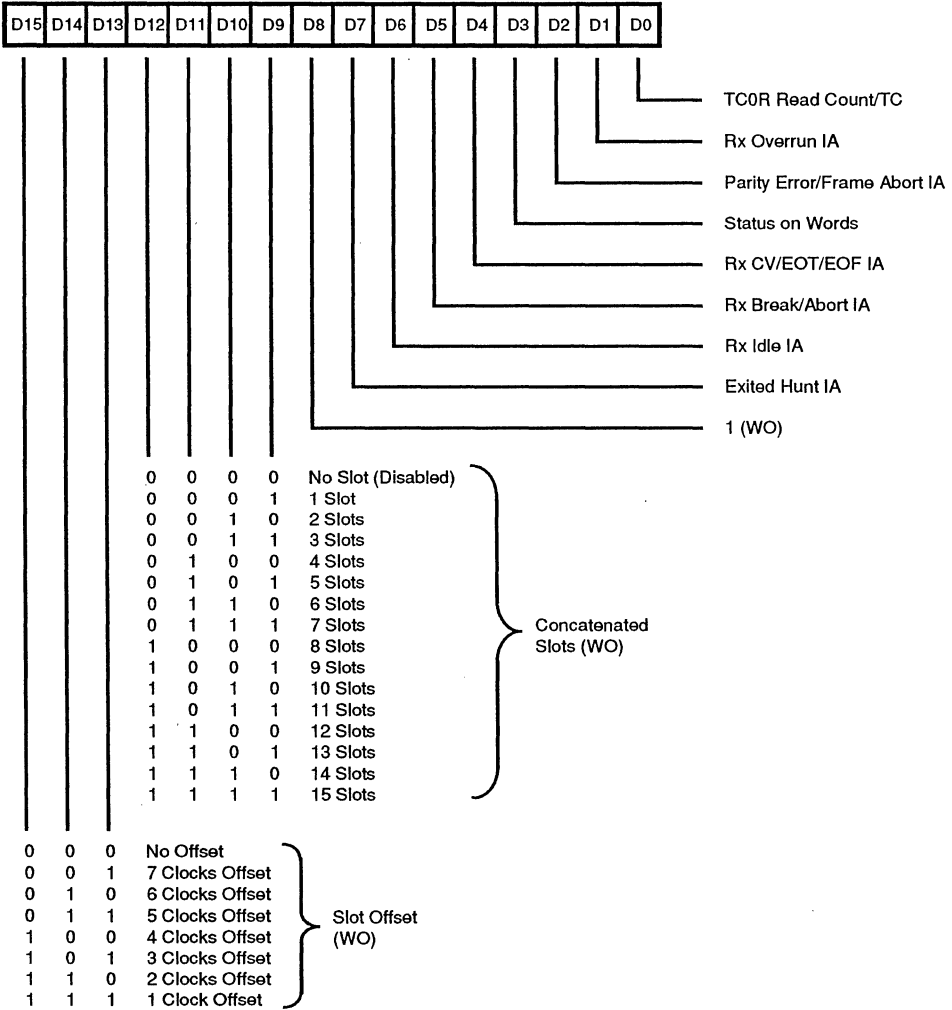 D15 D14 D13 D12 D11 D10 D9 D8 D7 D6 D5 D4 D3 D2 D1 D0
TC0R Read Count/TC
Rx Overrun IA
Parity Error/Frame Abort IA
Status on Words
Rx CV/EOT/EOF IA
Rx Break/Abort IA
Rx Idle IA
Exited Hunt IA
1 (WO)
0 0 0 0 No Slot (Disabled)
0 0 0 1 1 Slot
0 0 1 0 2 Slots
0 0 1 1 3 Slots
0 1 0 0 4 Slots
0 1 0 1 5 Slots
0 1 1 0 6 Slots
0 1 1 1 7 Slots
1 0 0 0 8 Slots
1 0 0 1 9 Slots
1 0 1 0 10 Slots
1 0 1 1 11 Slots
1 1 0 0 12 Slots
1 1 0 1 13 Slots
1 1 1 0 14 Slots
1 1 1 1 15 Slots
Concatenated
Slots (WO)
0 0 0 No Offset
0 0 1 7 Clocks Offset
0 1 0 6 Clocks Offset
0 1 1 5 Clocks Offset
1 0 0 4 Clocks Offset
1 0 1 3 Clocks Offset
1 1 0 2 Clocks Offset
1 1 1 1 Clock Offset
Slot Offset
(WO)